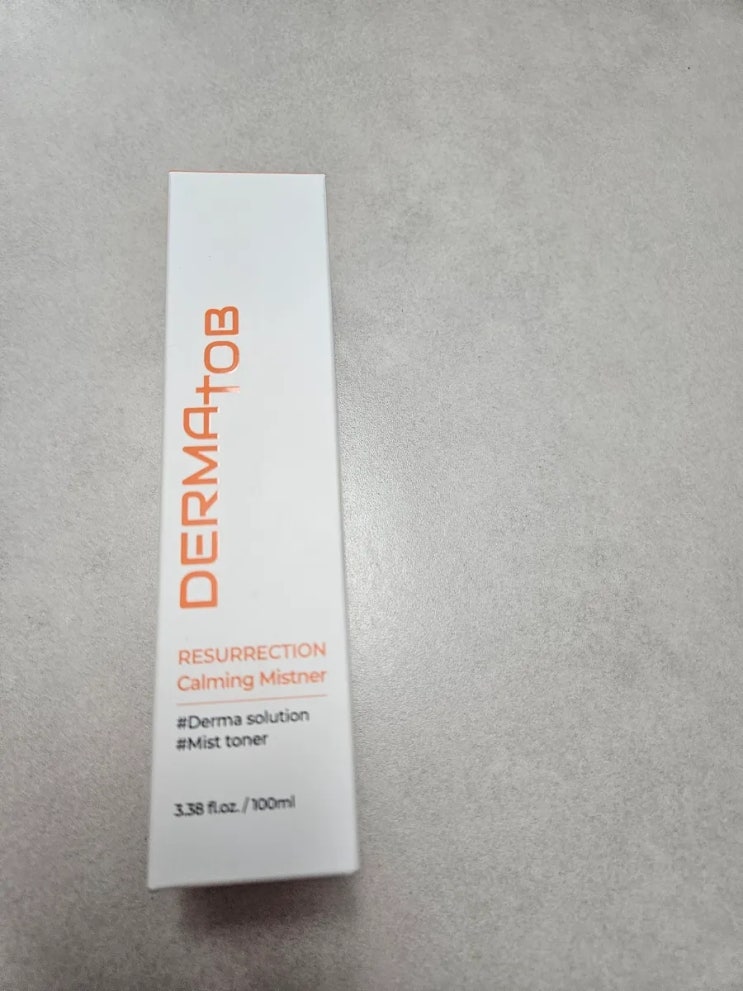 DERMAtOB
RESURRECTION
Calming Mistner
#Derma solution
#Mist toner
3.38 fl.oz. / 100ml